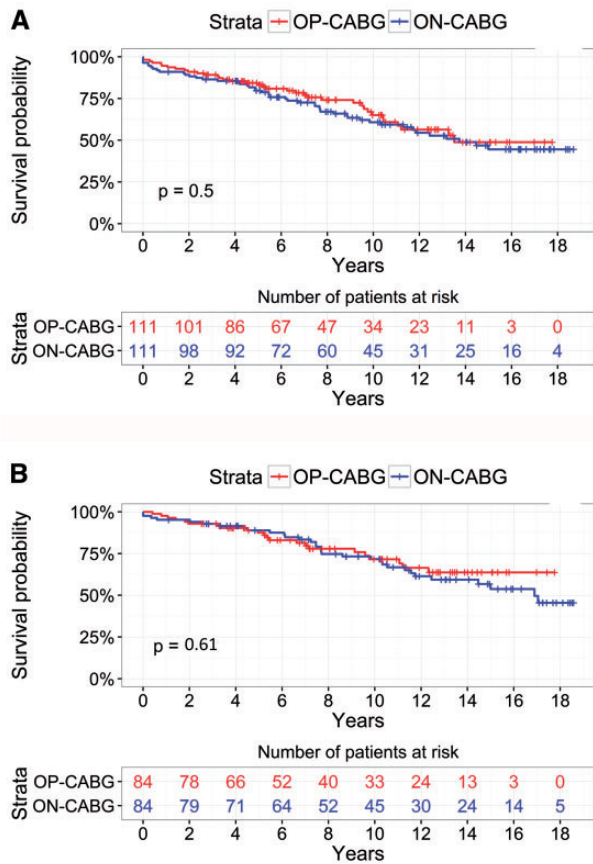 A
Strata OP-CABG ON-CABG
Survival probability
100%
75%
50%
25%
0%
p = 0.5
0 2 4 6 8 10 12 14 16 18
Years
Number of patients at risk
Strata
OP-CABG 111 101 86 67 47 34 23 11 3 0
ON-CABG 111 98 92 72 60 45 31 25 16 4
0 2 4 6 8 10 12 14 16 18
Years
B
Strata OP-CABG ON-CABG
Survival probability
100%
75%
50%
25%
0%
p = 0.61
0 2 4 6 8 10 12 14 16 18
Years
Number of patients at risk
Strata
OP-CABG 84 78 66 52 40 33 24 13 3 0
ON-CABG 84 79 71 64 52 45 30 24 14 5
0 2 4 6 8 10 12 14 16 18
Years